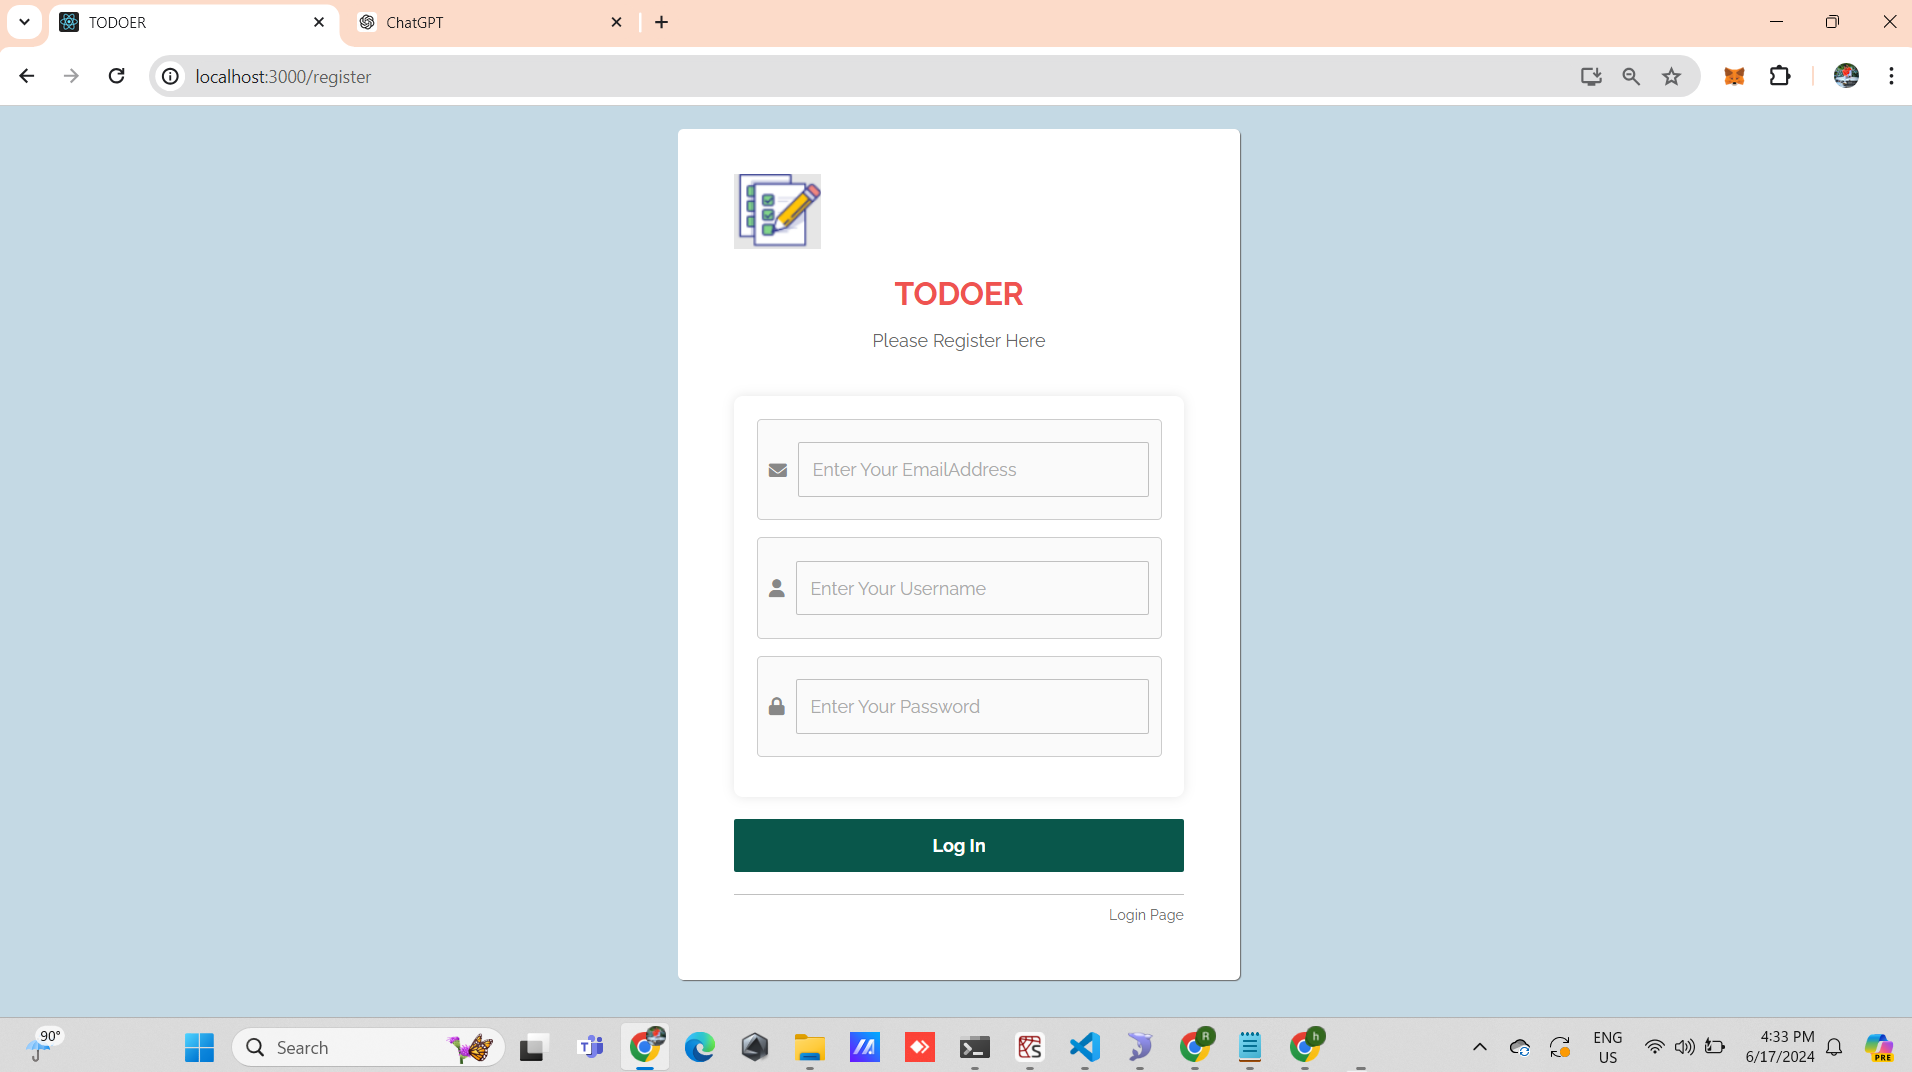 TODOER
ChatGPT
localhost:3000/register
TODOER
Please Register Here
Enter Your EmailAddress
Enter Your Username
Enter Your Password
Log In
Login Page
90°
Search
R
h
ENG
US
4:33 PM
6/17/2024
PRE